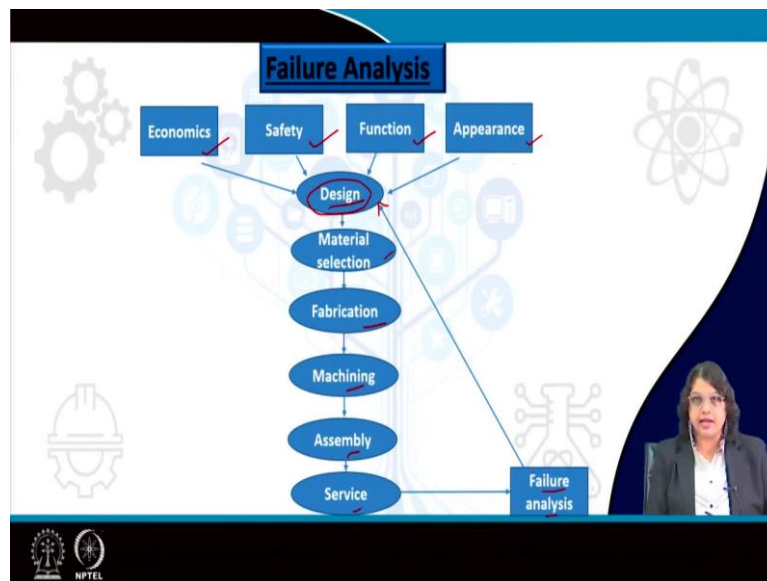 Failure Analysis
Economics
Safety
Function
Appearance
Design
Material
selection
Fabrication
Machining
Assembly
Service
Failure
analysis
NPTEL